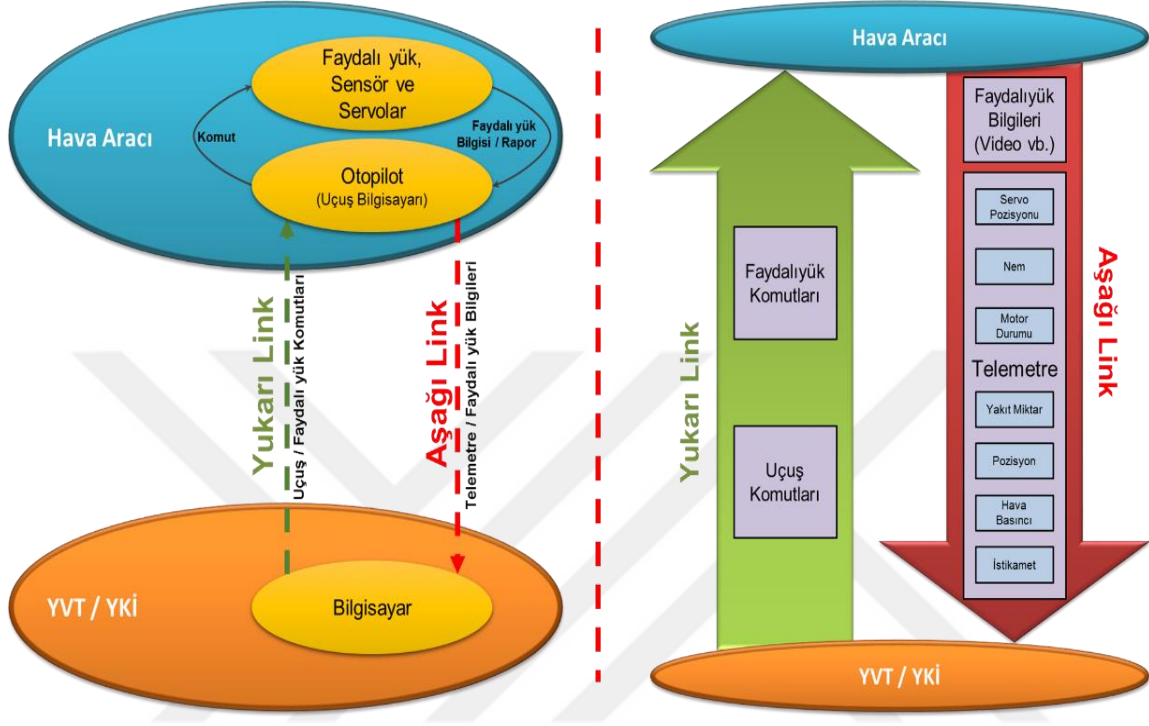 Faydalı yük,
Sensör ve
Servolar
Hava Aracı
Komut
Faydalı yük
Bilgisi / Rapor
Otopilot
(Uçuş Bilgisayarı)
Yukarı Link
Uçuş / Faydalı yük Komutları
Aşağı Link
Telemetre / Faydalı yük Bilgileri
YVT / YKİ
Bilgisayar
Hava Aracı
Faydalıyük
Bilgileri
(Video vb.)
Servo
Pozisyonu
Nem
Motor
Durumu
Telemetre
Yakıt Miktar
Pozisyon
Hava
Basıncı
İstikamet
Aşağı Link
Yukarı Link
Faydalıyük
Komutları
Uçuş
Komutları
YVT / YKİ